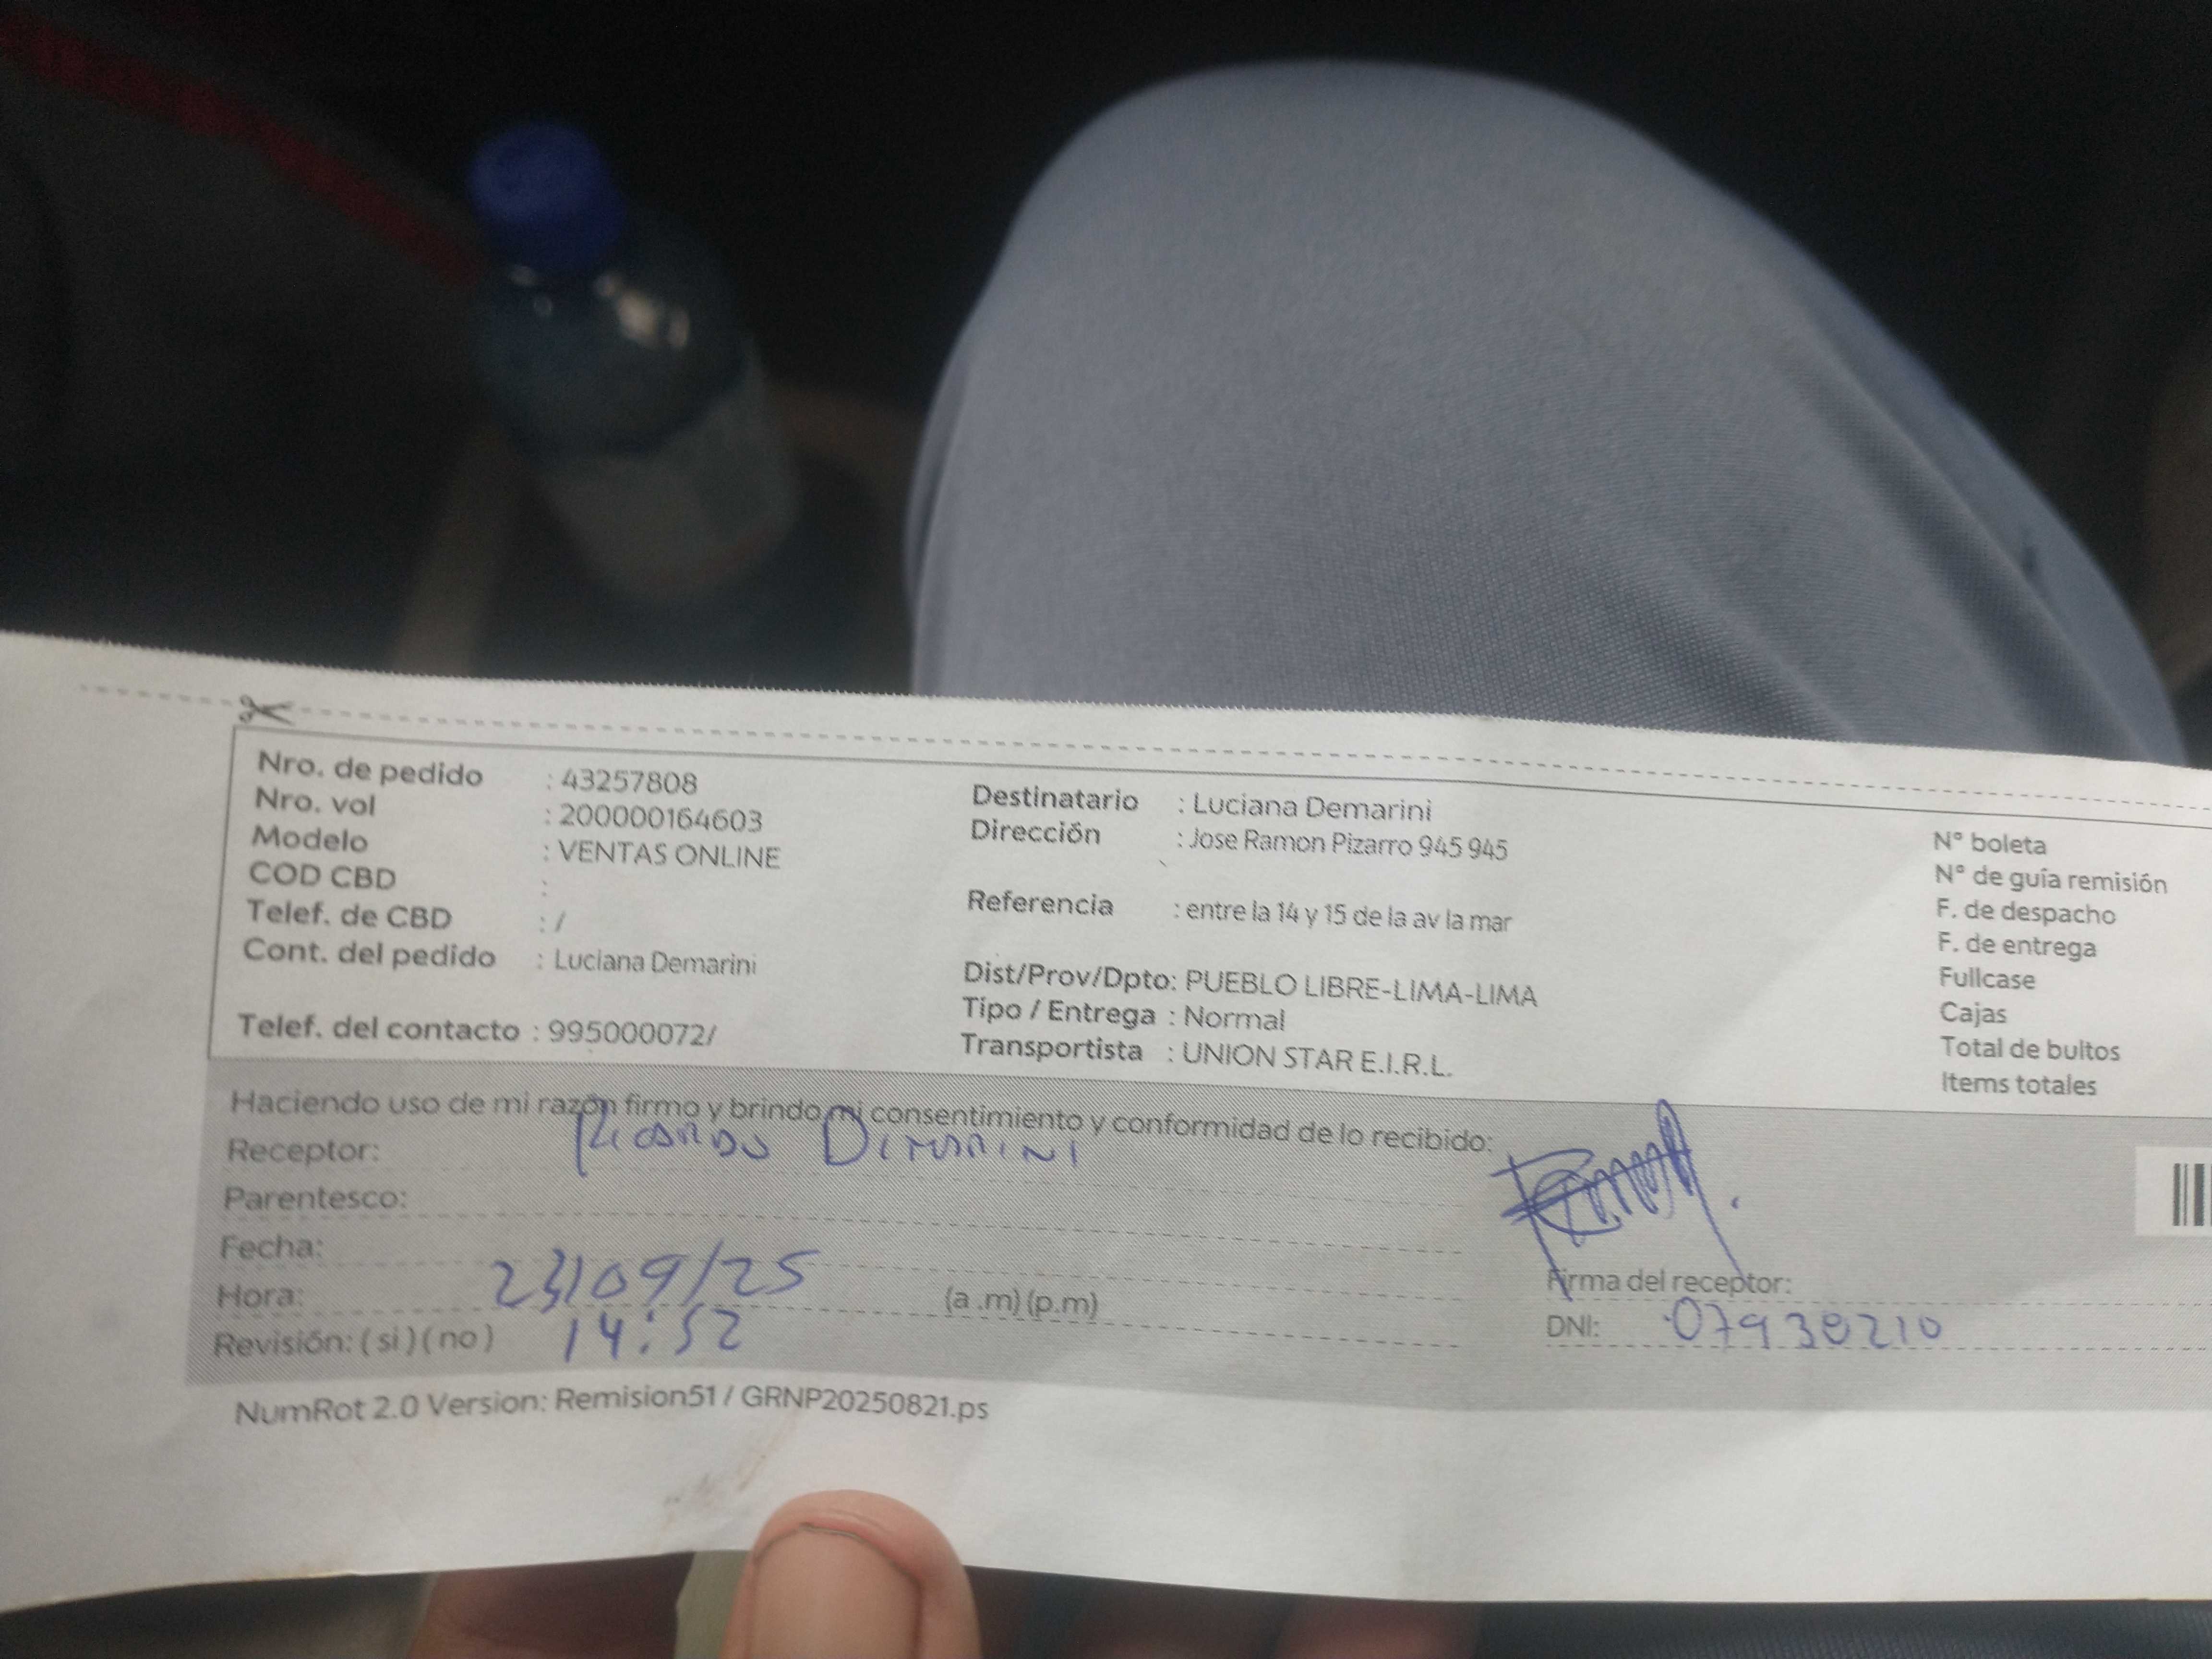 Nro. de pedido : 43257808
Nro. vol : 200000164603
Modelo : VENTAS ONLINE
COD CBD :
Telef. de CBD : /
Cont. del pedido : Luciana Demarini
Telef. del contacto : 995000072/
Destinatario : Luciana Demarini
Dirección : Jose Ramon Pizarro 945 945
Referencia : entre la 14 y 15 de la av la mar
Dist/Prov/Dpto: PUEBLO LIBRE-LIMA-LIMA
Tipo / Entrega : Normal
Transportista : UNION STAR E.I.R.L.
N° boleta
N° de guía remisión
F. de despacho
F. de entrega
Fullcase
Cajas
Total de bultos
Items totales
Haciendo uso de mi razón firmo y brindo mi consentimiento y conformidad de lo recibido:
Receptor: Ricardo
Parentesco:
Fecha: 23/09/25
Hora: 14:52 (a .m) (p.m)
Revisión: ( si ) ( no )
Firma del receptor:
DNI: 07930210
NumRot 2.0 Version: Remision51 / GRNP20250821.ps